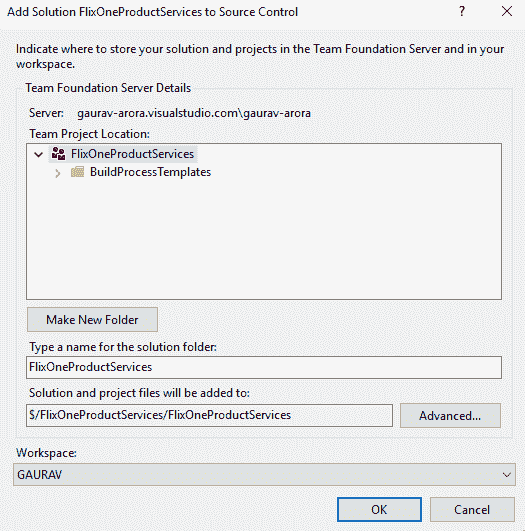 Add Solution FlixOneProductServices to Source Control
?
Indicate where to store your solution and projects in the Team Foundation Server and in your
workspace.
Team Foundation Server Details
Server: gaurav-arora.visualstudio.com\gaurav-arora
Team Project Location:
FlixOneProductServices
BuildProcessTemplates
Make New Folder
Type a name for the solution folder:
FlixOneProductServices
Solution and project files will be added to:
$/FlixOneProductServices/FlixOneProductServices
Advanced...
Workspace:
GAURAV
OK
Cancel